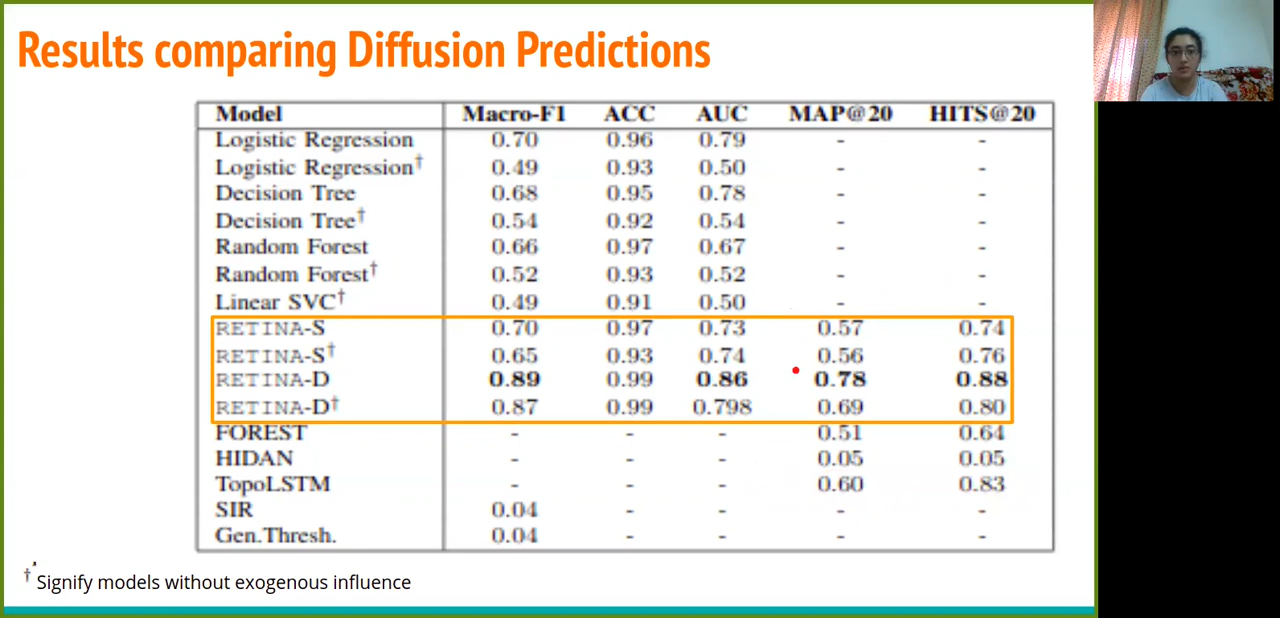 Results comparing Diffusion Predictions
Model Macro-F1 ACC AUC MAP@20 HITS@20
Logistic Regression 0.70 0.96 0.79 - -
Logistic Regression† 0.49 0.93 0.50 - -
Decision Tree 0.68 0.95 0.78 - -
Decision Tree† 0.54 0.92 0.54 - -
Random Forest 0.66 0.97 0.67 - -
Random Forest† 0.52 0.93 0.52 - -
Linear SVC† 0.49 0.91 0.50 - -
RETINA-S 0.70 0.97 0.73 0.57 0.74
RETINA-S† 0.65 0.93 0.74 0.56 0.76
RETINA-D 0.89 0.99 0.86 0.78 0.88
RETINA-D† 0.87 0.99 0.798 0.69 0.80
FOREST - - - 0.51 0.64
HIDAN - - - 0.05 0.05
TopoLSTM - - - 0.60 0.83
SIR 0.04 - - - -
Gen.Thresh. 0.04 - - - -
† Signify models without exogenous influence